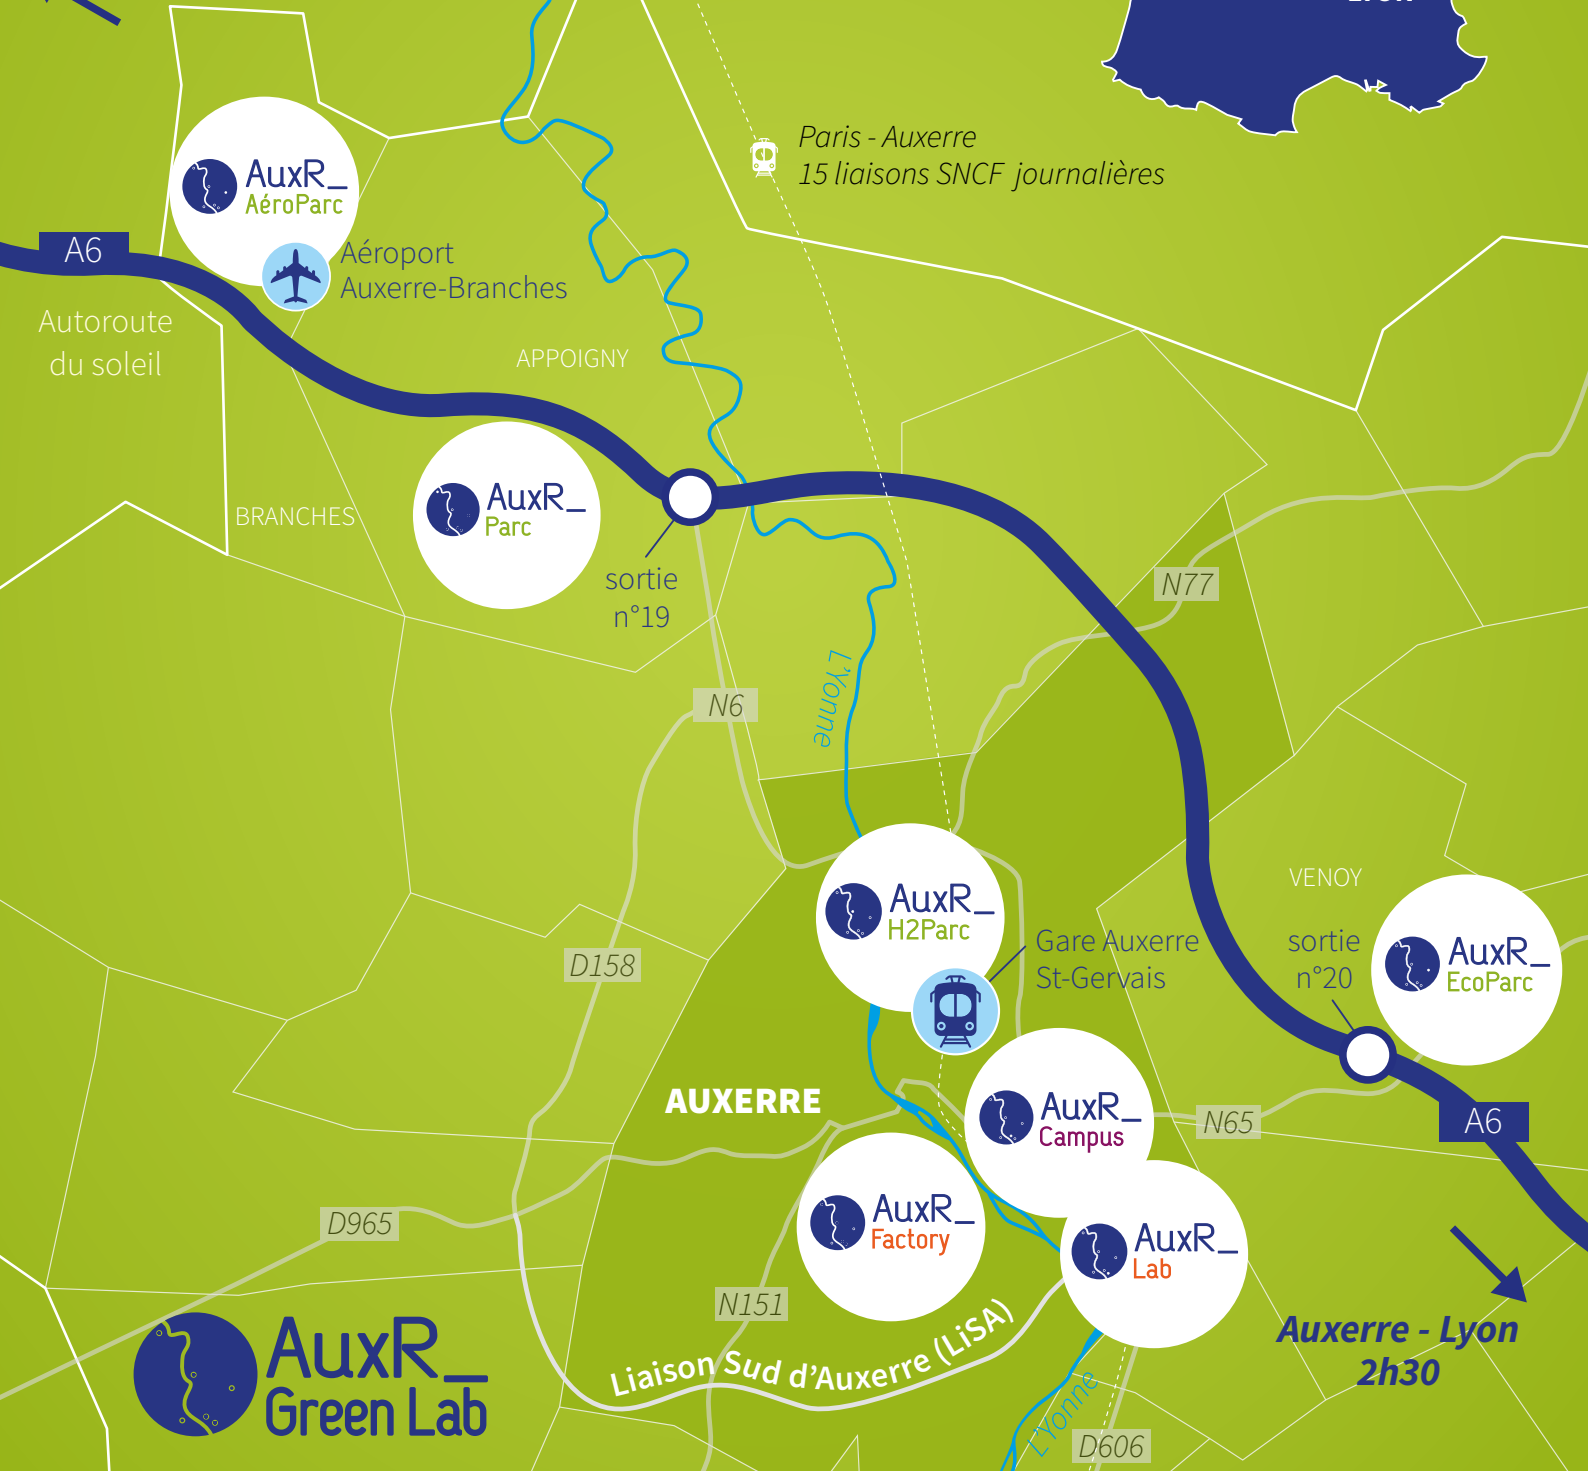 Paris - Auxerre
15 liaisons SNCF journalières
AuxR_
AéroParc
A6
Aéroport
Auxerre-Branches
Autoroute
du soleil
APPOIGNY
BRANCHES
AuxR_
Parc
sortie
n°19
N77
L'Yonne
N6
VENOY
AuxR_
H2Parc
Gare Auxerre
St-Gervais
sortie
n°20
AuxR_
EcoParc
D158
AUXERRE
AuxR_
Campus
N65
A6
D965
AuxR_
Factory
AuxR_
Lab
N151
Liaison Sud d'Auxerre (LiSA)
Auxerre - Lyon
2h30
AuxR_
Green Lab
L'Yonne
D606